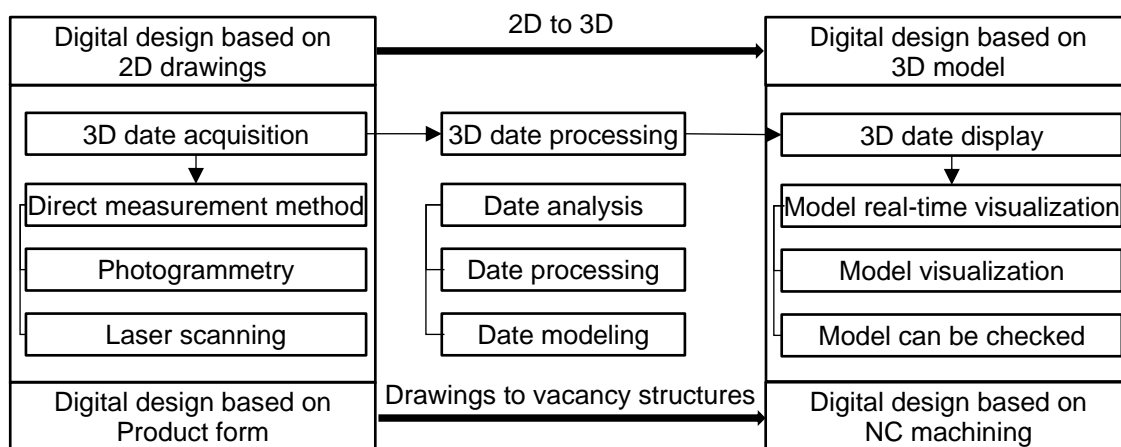 Digital design based on
2D drawings
2D to 3D
Digital design based on
3D model
3D date acquisition
3D date processing
3D date display
Direct measurement method
Date analysis
Model real-time visualization
Photogrammetry
Date processing
Model visualization
Laser scanning
Date modeling
Model can be checked
Digital design based on
Product form
Drawings to vacancy structures
Digital design based on
NC machining